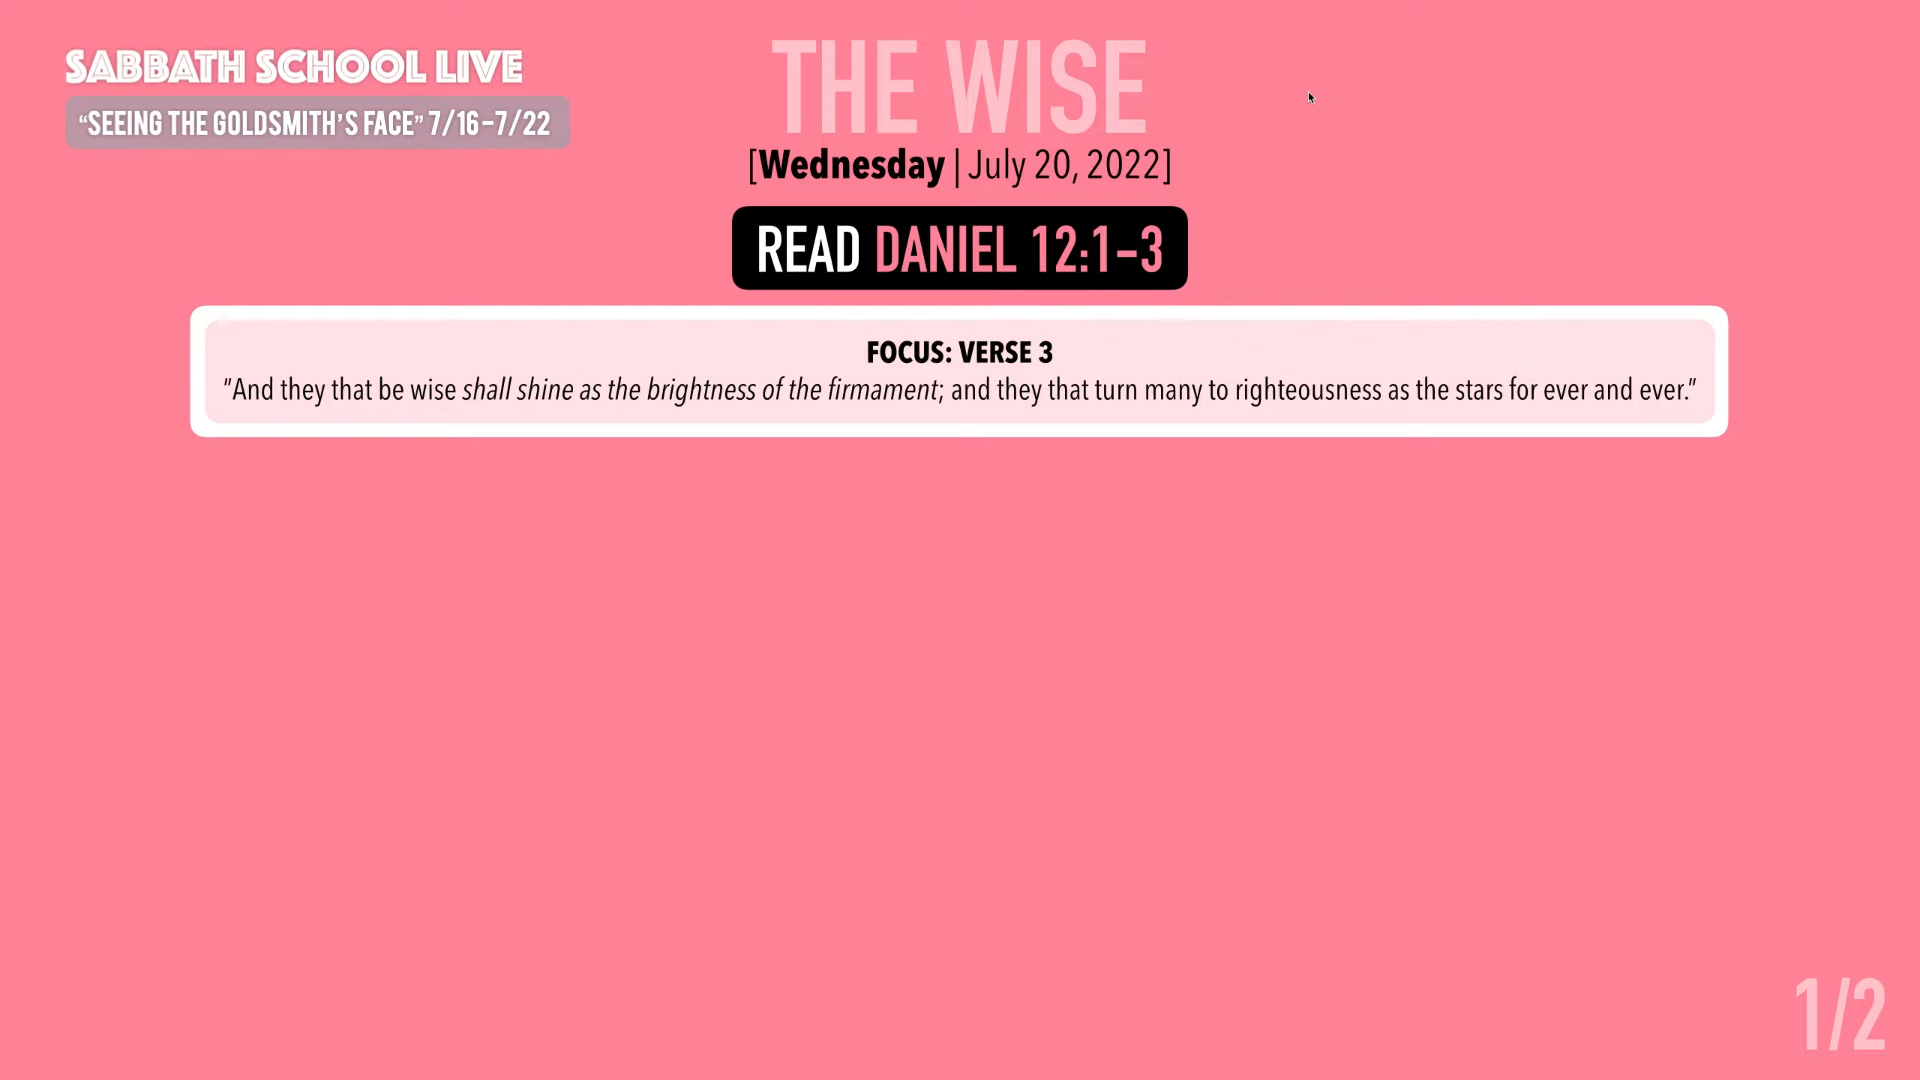 SABBATH SCHOOL LIVE
“SEEING THE GOLDSMITH’S FACE” 7/16–7/22
THE WISE
[Wednesday | July 20, 2022]
READ DANIEL 12:1–3
FOCUS: VERSE 3
"And they that be wise shall shine as the brightness of the firmament; and they that turn many to righteousness as the stars for ever and ever."
1/2